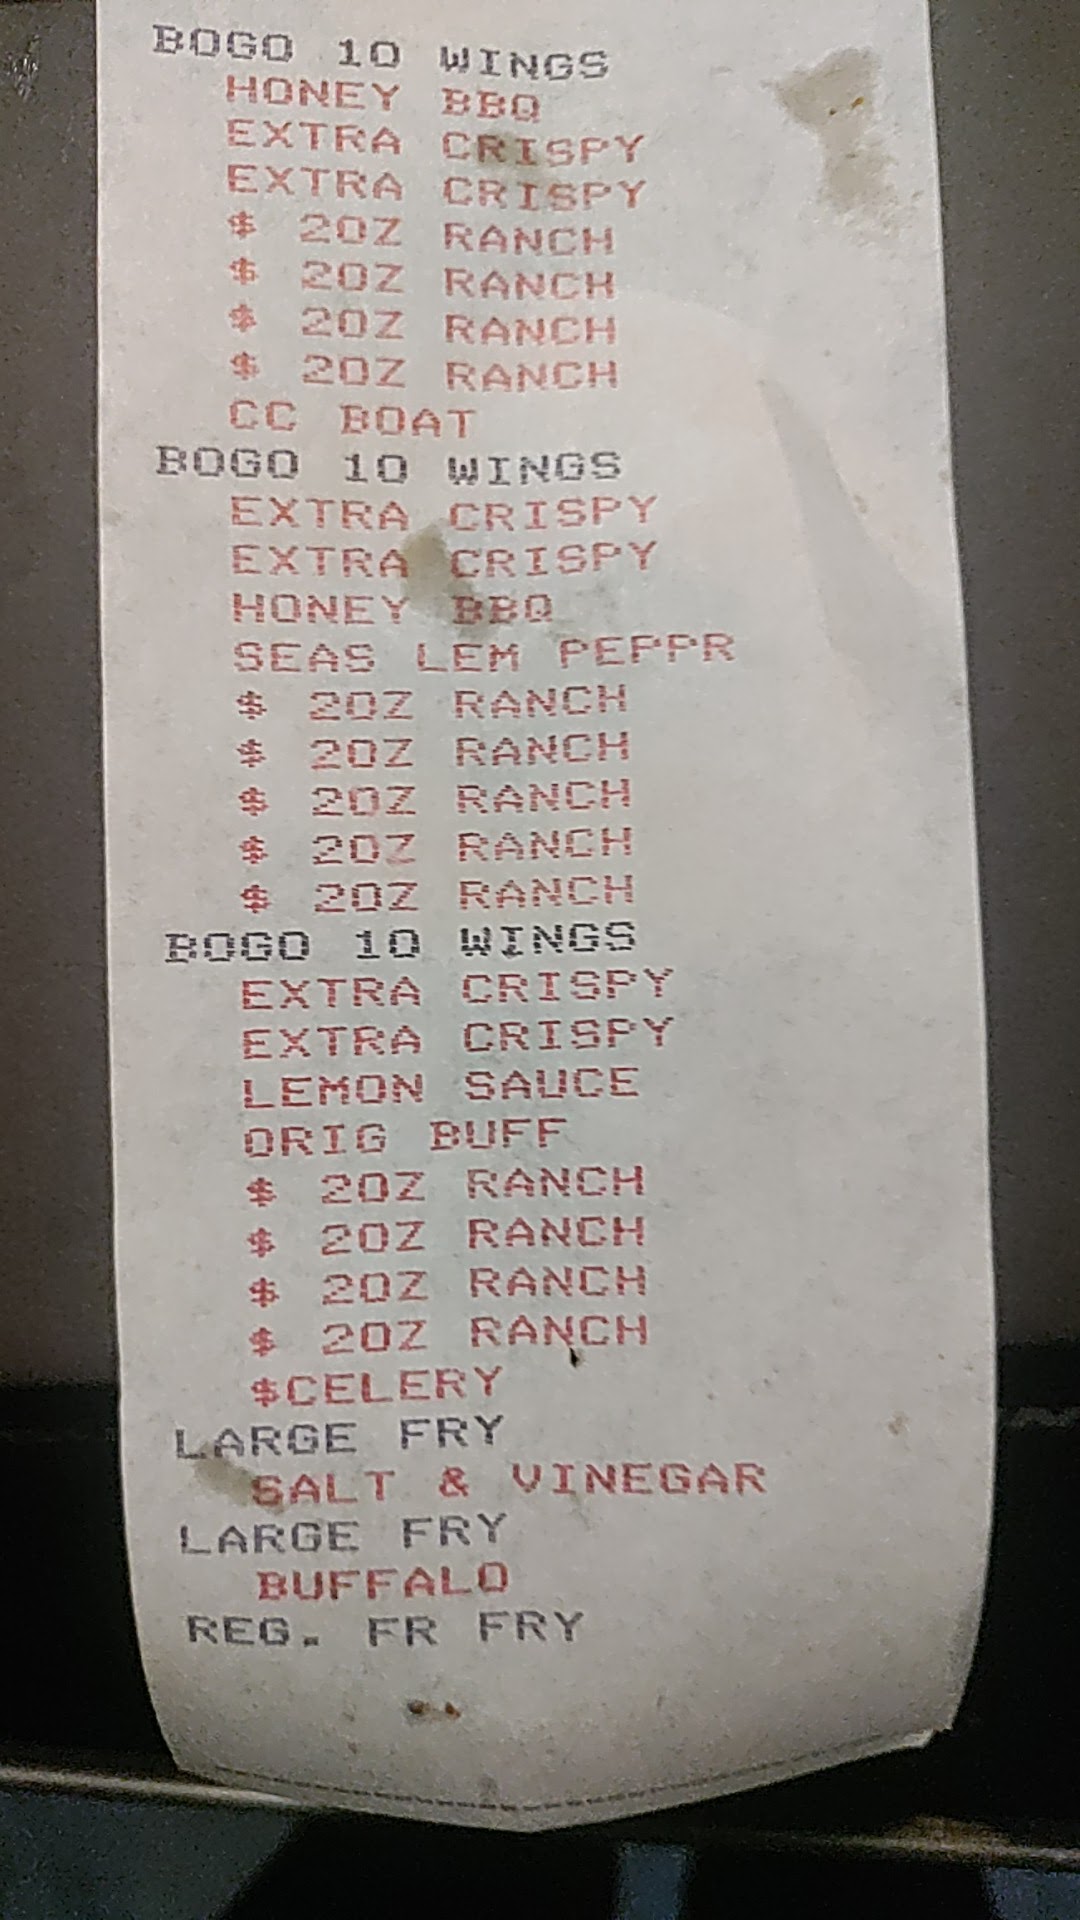 BOGO 10 WINGS
HONEY BBQ
EXTRA CRISPY
EXTRA CRISPY
$ 2OZ RANCH
$ 2OZ RANCH
$ 2OZ RANCH
$ 2OZ RANCH
CC BOAT
BOGO 10 WINGS
EXTRA CRISPY
EXTRA CRISPY
HONEY BBQ
SEAS LEM PEPPR
$ 2OZ RANCH
$ 2OZ RANCH
$ 2OZ RANCH
$ 2OZ RANCH
$ 2OZ RANCH
BOGO 10 WINGS
EXTRA CRISPY
EXTRA CRISPY
LEMON SAUCE
ORIG BUFF
$ 2OZ RANCH
$ 2OZ RANCH
$ 2OZ RANCH
$ 2OZ RANCH
$CELERY
LARGE FRY
SALT & VINEGAR
LARGE FRY
BUFFALO
REG. FR FRY